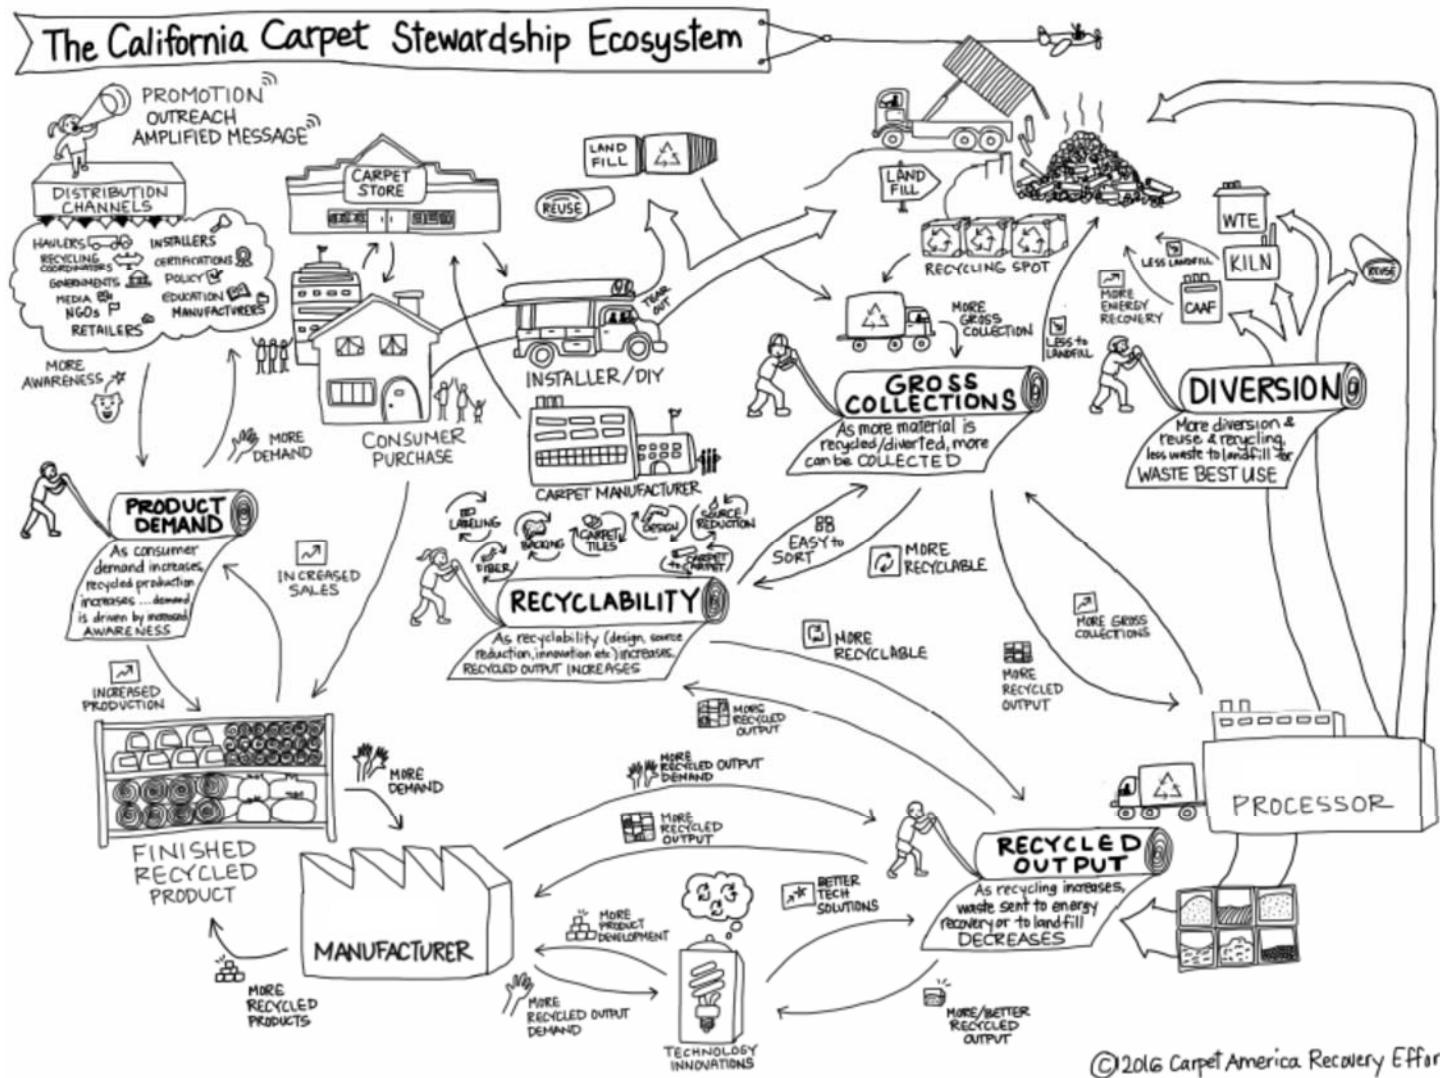 The California Carpet Stewardship Ecosystem
PROMOTION
OUTREACH
AMPLIFIED MESSAGE
DISTRIBUTION
CHANNELS
HAULERS
INSTALLERS
RECYCLING
COORDINATORS
CERTIFICATIONS
GOVERNMENTS
POLICY
MEDIA
EDUCATION
NGOs
MANUFACTURERS
RETAILERS
MORE
AWARENESS
MORE
DEMAND
CARPET
STORE
CONSUMER
PURCHASE
LAND
FILL
REUSE
TEAR
OUT
INSTALLER/DIY
CARPET MANUFACTURER
LAND
FILL
RECYCLING SPOT
MORE
GROSS
COLLECTION
LESS to
LANDFILL
WTE
LESS LANDFILL
KILN
CAAF
REUSE
MORE
ENERGY
RECOVERY
GROSS
COLLECTIONS
As more material is
recycled/diverted, more
can be COLLECTED
DIVERSION
More diversion &
reuse & recycling,
less waste to landfill for
WASTE BEST USE
PRODUCT
DEMAND
As consumer
demand increases,
recycled production
increases ... demand
is driven by increased
AWARENESS
INCREASED
SALES
INCREASED
PRODUCTION
LABELING
BACKING
CARPET
TILES
DESIGN
SOURCE
REDUCTION
FIBER
CARPET
to CARPET
RECYCLABILITY
As recyclability (design, source
reduction, innovation etc) increases,
RECYCLED OUTPUT INCREASES
EASY to
SORT
MORE
RECYCLABLE
MORE
RECYCLABLE
MORE GROSS
COLLECTIONS
MORE
RECYCLED
OUTPUT
MORE
RECYCLED
OUTPUT
FINISHED
RECYCLED
PRODUCT
MORE
DEMAND
MORE
RECYCLED OUTPUT
DEMAND
MORE
RECYCLED
OUTPUT
MANUFACTURER
MORE
RECYCLED
PRODUCTS
MORE
PRODUCT
DEVELOPMENT
MORE
RECYCLED OUTPUT
DEMAND
TECHNOLOGY
INNOVATIONS
BETTER
TECH
SOLUTIONS
RECYCLED
OUTPUT
As recycling increases,
waste sent to energy
recovery or to landfill
DECREASES
MORE/BETTER
RECYCLED
OUTPUT
PROCESSOR
©2016 Carpet America Recovery Effor